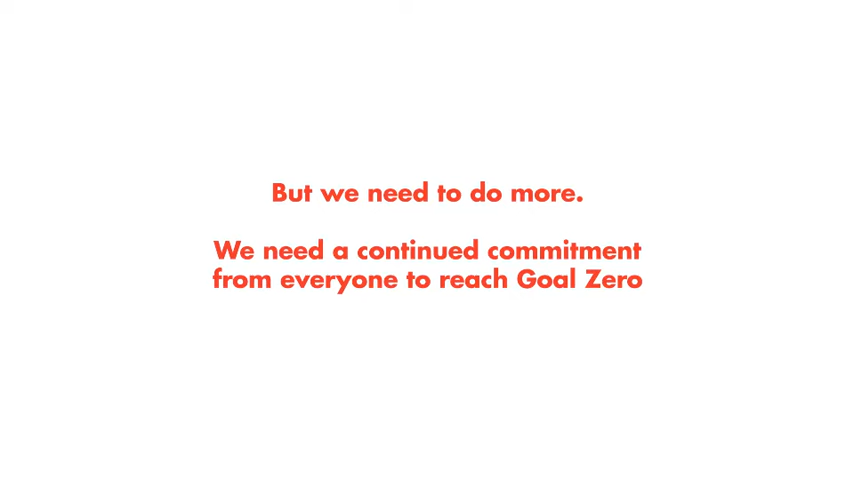 But we need to do more.
We need a continued commitment
from everyone to reach Goal Zero